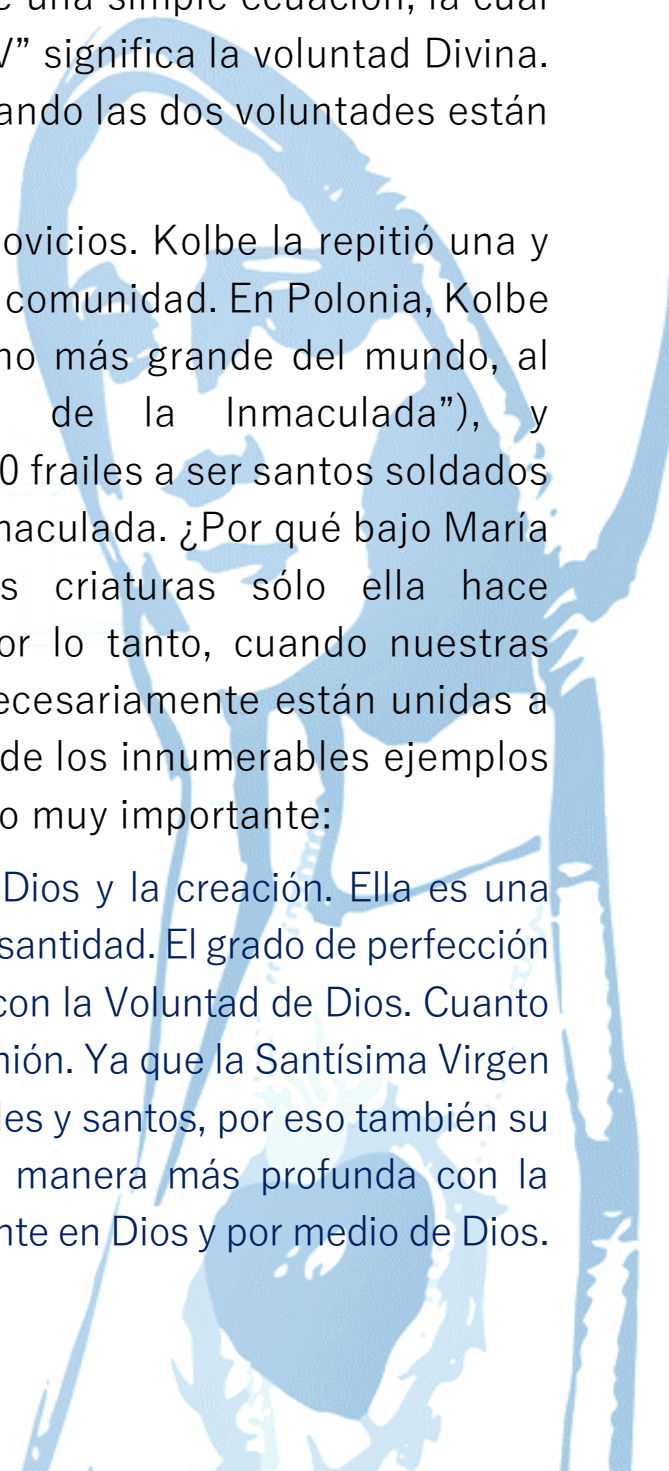 e una simple ecuación, la cual
V” significa la voluntad Divina.
ando las dos voluntades están
ovicios. Kolbe la repitió una y
comunidad. En Polonia, Kolbe
no más grande del mundo, al
de la Inmaculada”), y
0 frailes a ser santos soldados
maculada. ¿Por qué bajo María
s criaturas sólo ella hace
or lo tanto, cuando nuestras
ecesariamente están unidas a
de los innumerables ejemplos
o muy importante:
Dios y la creación. Ella es una
santidad. El grado de perfección
con la Voluntad de Dios. Cuanto
nión. Ya que la Santísima Virgen
les y santos, por eso también su
manera más profunda con la
nte en Dios y por medio de Dios.